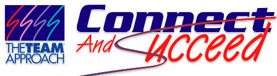 THE TEAM
APPROACH
Connect
And Succeed